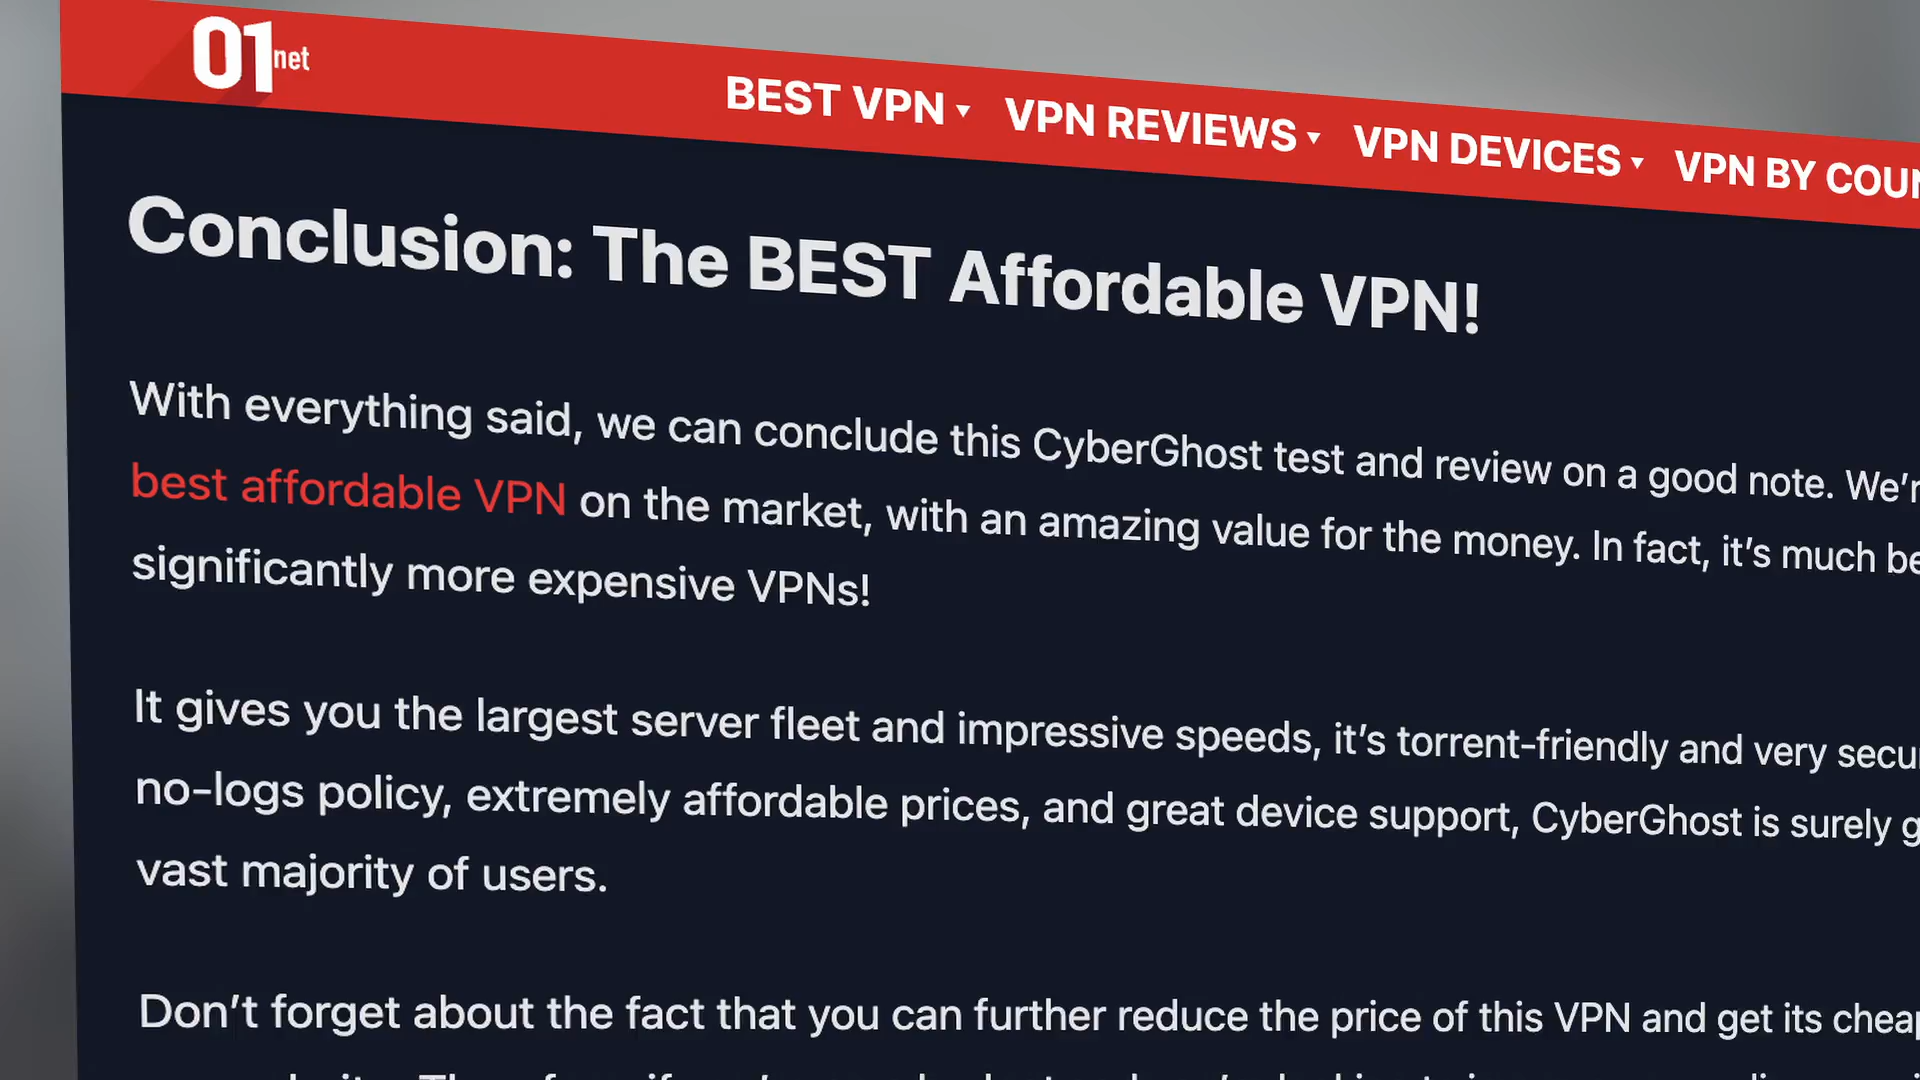 01net
BEST VPN VPN REVIEWS VPN DEVICES VPN BY
Conclusion: The BEST Affordable VPN!
With everything said, we can conclude this CyberGhost test and review on a good note.
best affordable VPN on the market, with an amazing value for the money. In fact, it's much
significantly more expensive VPNs!
It gives you the largest server fleet and impressive speeds, it's torrent-friendly and very
no-logs policy, extremely affordable prices, and great device support, CyberGhost is surely
vast majority of users.
Don't forget about the fact that you can further reduce the price of this VPN and get its